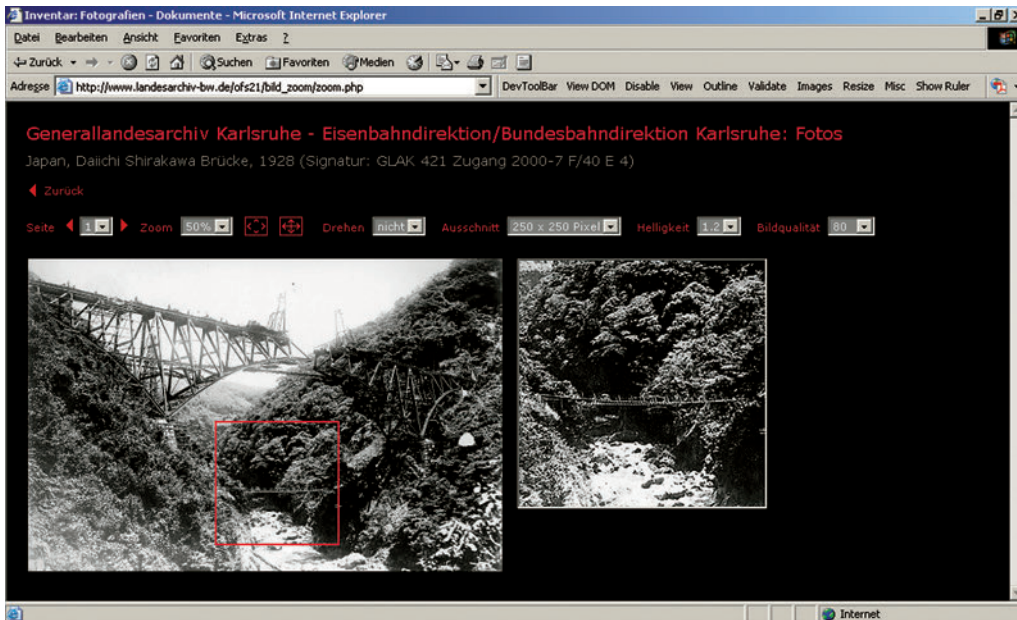 Inventar: Fotografien - Dokumente - Microsoft Internet Explorer
Datei Bearbeiten Ansicht Favoriten Extras ?
Zurück Suchen Favoriten Medien
Adresse http://www.landesarchiv-bw.de/ofs21/bild_zoom/zoom.php DevToolBar View DOM Disable View Outline Validate Images Resize Misc Show Ruler
Generallandesarchiv Karlsruhe - Eisenbahndirektion/Bundesbahndirektion Karlsruhe: Fotos
Japan, Daiichi Shirakawa Brücke, 1928 (Signatur: GLAK 421 Zugang 2000-7 F/40 E 4)
Zurück
Seite 1 Zoom 50% Drehen nicht Ausschnitt 250 x 250 Pixel Helligkeit 1.2 Bildqualität 80
Internet